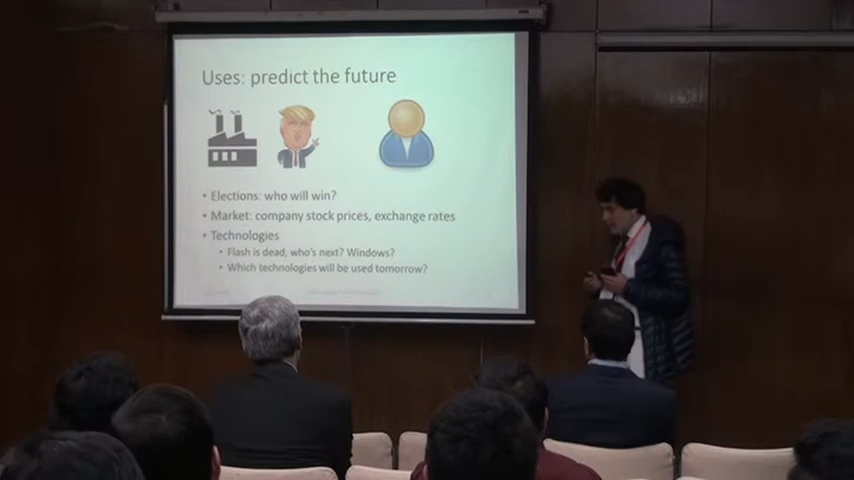 Uses: predict the future
• Elections: who will win?
• Market: company stock prices, exchange rates
• Technologies
• Flash is dead, who's next? Windows?
• Which technologies will be used tomorrow?